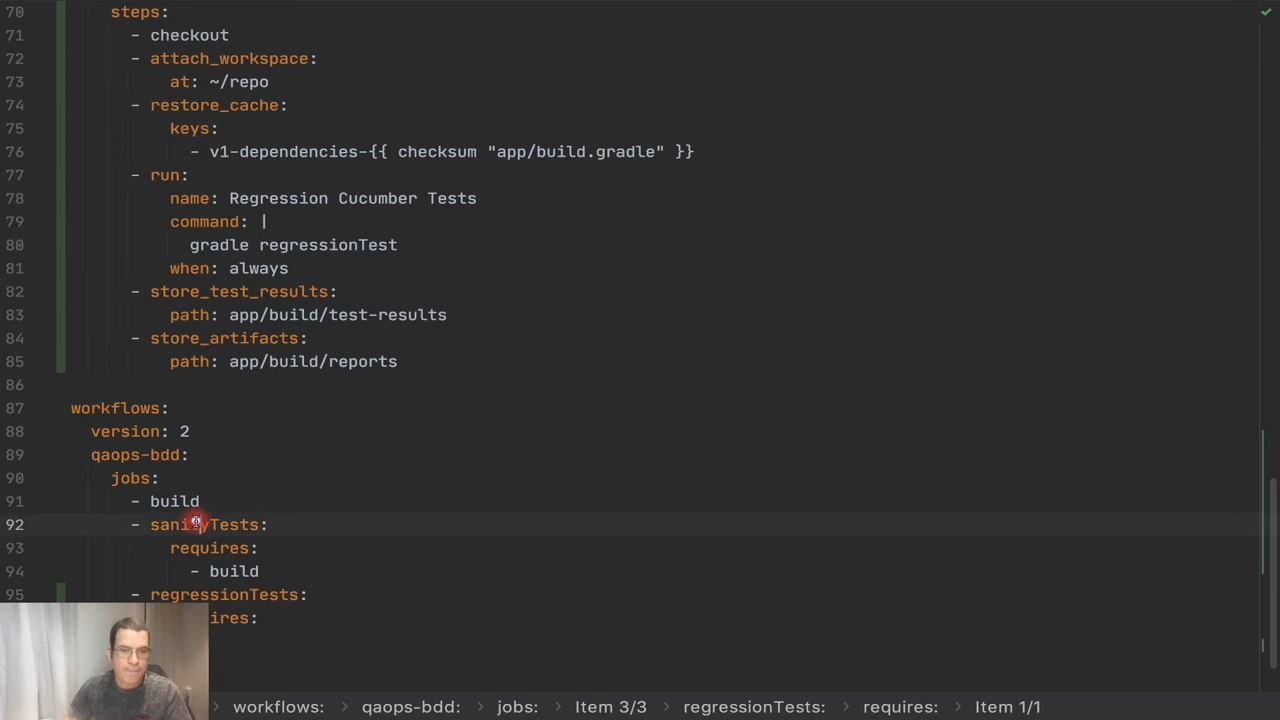 70 steps:
71 - checkout
72 - attach_workspace:
73 at: ~/repo
74 - restore_cache:
75 keys:
76 - v1-dependencies-{{ checksum "app/build.gradle" }}
77 - run:
78 name: Regression Cucumber Tests
79 command: |
80 gradle regressionTest
81 when: always
82 - store_test_results:
83 path: app/build/test-results
84 - store_artifacts:
85 path: app/build/reports
86
87 workflows:
88 version: 2
89 qaops-bdd:
90 jobs:
91 - build
92 - sanityTests:
93 requires:
94 - build
95 - regressionTests:
ires:
workflows: > qaops-bdd: > jobs: > Item 3/3 > regressionTests: > requires: > Item 1/1